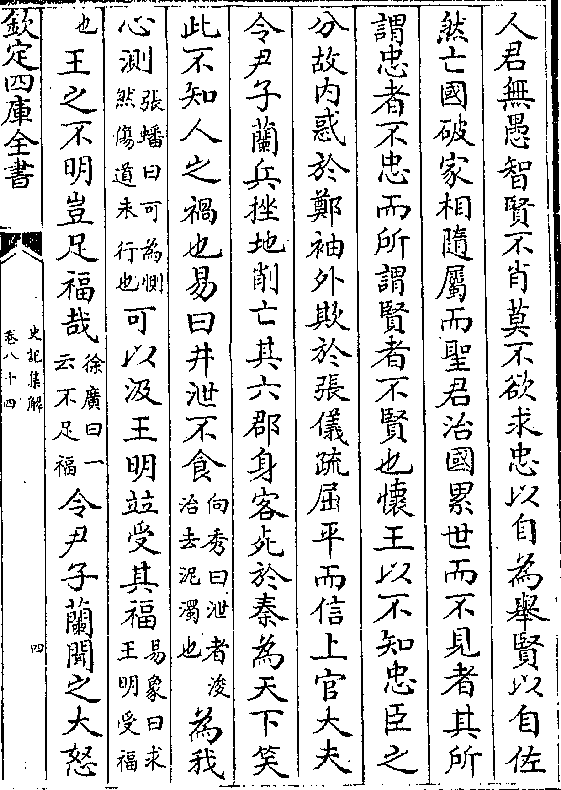 人君無愚智賢不肖莫不欲求忠以自為舉賢以自佐
然亡國破家相隨屬而聖君治國累世而不見者其所
謂忠者不忠而所謂賢者不賢也懷王以不知忠臣之
分故内惑於鄭袖外欺於張儀疏屈平而信上官大夫
令尹子蘭兵挫地削亡其六郡身客死於秦為天下笑
此不知人之禍也易曰井泄不食向秀曰泄者浚治去泥濁也為我
心測張璠曰可為惻然傷道未行也可以汲王明竝受其福易象曰求王明受福
也王之不明豈足福哉徐廣曰一云不足福令尹子蘭聞之大怒
欽定四庫全書
史記集解
卷八十四
四